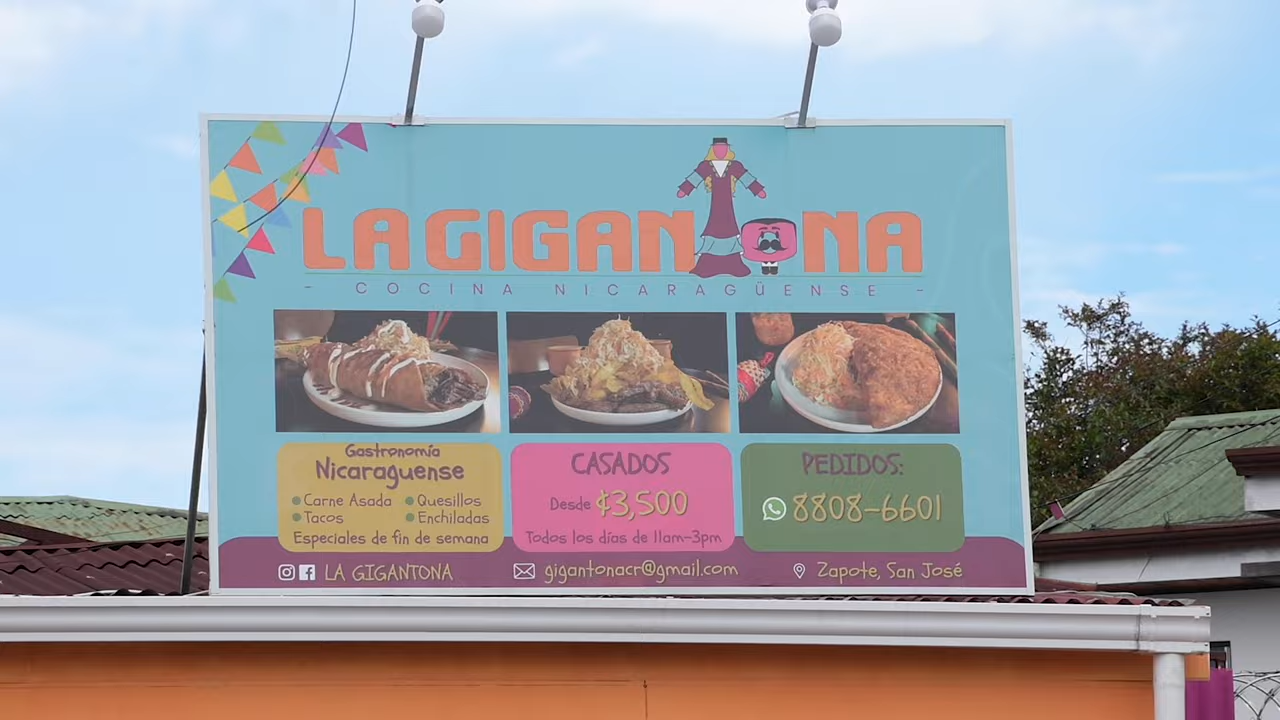 LA GIGANTONA
- COCINA NICARAGÜENSE -
Gastronomía
Nicaraguense
Carne Asada
Quesillos
Tacos
Enchiladas
Especiales de fin de semana
CASADOS
Desde ¢3,500
Todos los días de 11am-3pm
PEDIDOS:
8808-6601
LA GIGANTONA
gigantonacr@gmail.com
Zapote, San José